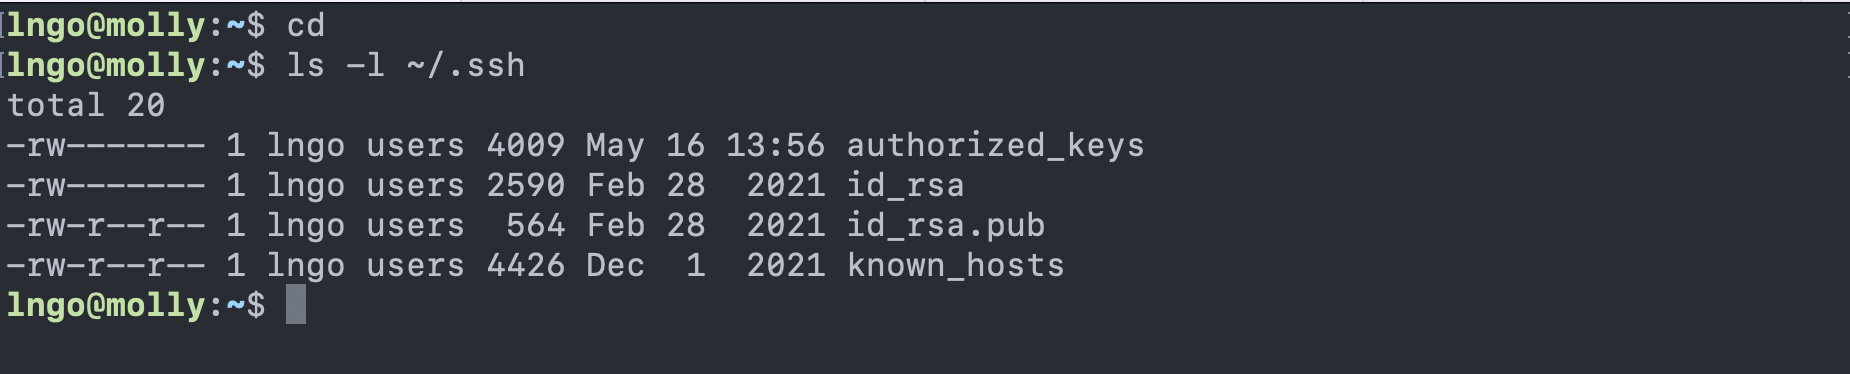 lngo@molly:~$ cd
lngo@molly:~$ ls -l ~/.ssh
total 20
-rw------- 1 lngo users 4009 May 16 13:56 authorized_keys
-rw------- 1 lngo users 2590 Feb 28  2021 id_rsa
-rw-r--r-- 1 lngo users  564 Feb 28  2021 id_rsa.pub
-rw-r--r-- 1 lngo users 4426 Dec  1  2021 known_hosts
lngo@molly:~$